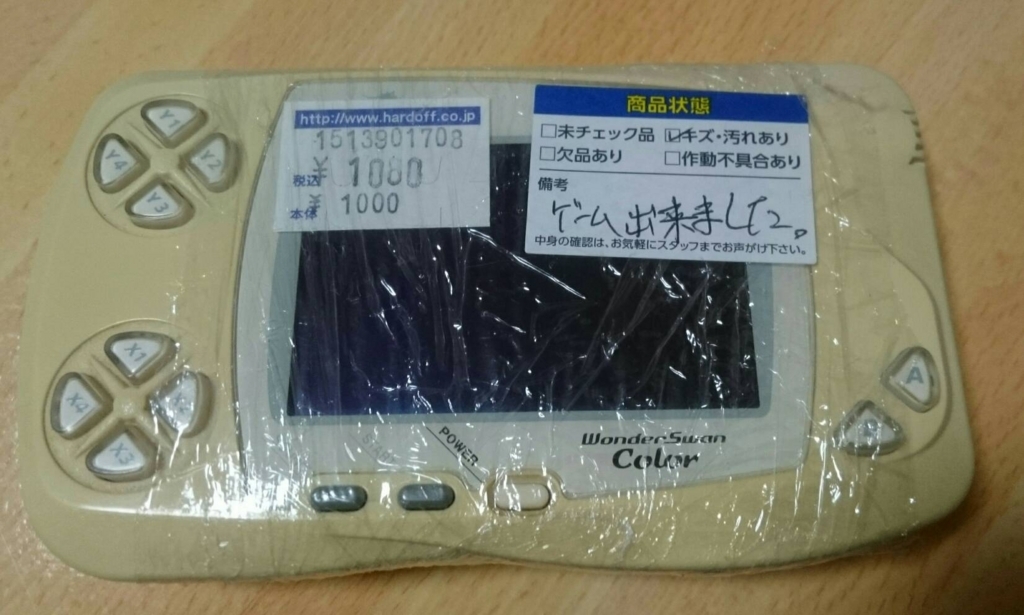 http://www.hardoff.co.jp
1513901708
税込 ¥ 1080
本体 ¥ 1000
商品状態
□未チェック品 ☑キズ・汚れあり
□欠品あり □作動不具合あり
備考
ゲーム出来ました。
中身の確認は、お気軽にスタッフまでお声がけ下さい。
Y1
Y4 Y2
Y3
X1
X4 X2
X3
A
B
START
POWER
WonderSwan
Color